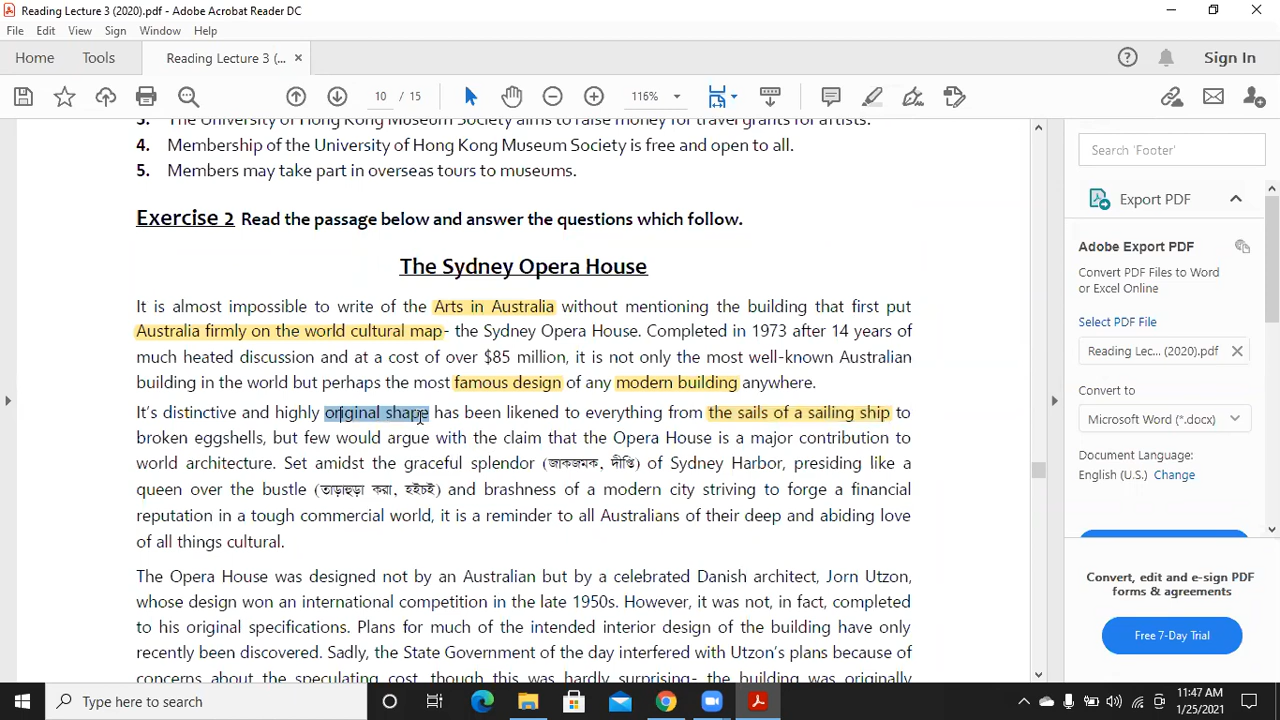 Reading Lecture 3 (2020).pdf - Adobe Acrobat Reader DC
File Edit View Sign Window Help
Home Tools Reading Lecture 3 (... × Sign In
10 / 15 116%
3. The University of Hong Kong Museum Society aims to raise money for travel grants for artists.
4. Membership of the University of Hong Kong Museum Society is free and open to all.
5. Members may take part in overseas tours to museums.
Exercise 2 Read the passage below and answer the questions which follow.
The Sydney Opera House
It is almost impossible to write of the Arts in Australia without mentioning the building that first put
Australia firmly on the world cultural map- the Sydney Opera House. Completed in 1973 after 14 years of
much heated discussion and at a cost of over $85 million, it is not only the most well-known Australian
building in the world but perhaps the most famous design of any modern building anywhere.
It's distinctive and highly original shape has been likened to everything from the sails of a sailing ship to
broken eggshells, but few would argue with the claim that the Opera House is a major contribution to
world architecture. Set amidst the graceful splendor (জাকজমক, দীপ্তি) of Sydney Harbor, presiding like a
queen over the bustle (তাড়াহুড়া করা, হইচই) and brashness of a modern city striving to forge a financial
reputation in a tough commercial world, it is a reminder to all Australians of their deep and abiding love
of all things cultural.
The Opera House was designed not by an Australian but by a celebrated Danish architect, Jorn Utzon,
whose design won an international competition in the late 1950s. However, it was not, in fact, completed
to his original specifications. Plans for much of the intended interior design of the building have only
recently been discovered. Sadly, the State Government of the day interfered with Utzon's plans because of
concerns about the speculating cost, though this was hardly surprising- the building was originally
Search 'Footer'
Export PDF
Adobe Export PDF
Convert PDF Files to Word
or Excel Online
Select PDF File
Reading Lec... (2020).pdf ×
Convert to
Microsoft Word (*.docx)
Document Language:
English (U.S.) Change
Convert, edit and e-sign PDF
forms & agreements
Free 7-Day Trial
Type here to search
11:47 AM
1/25/2021